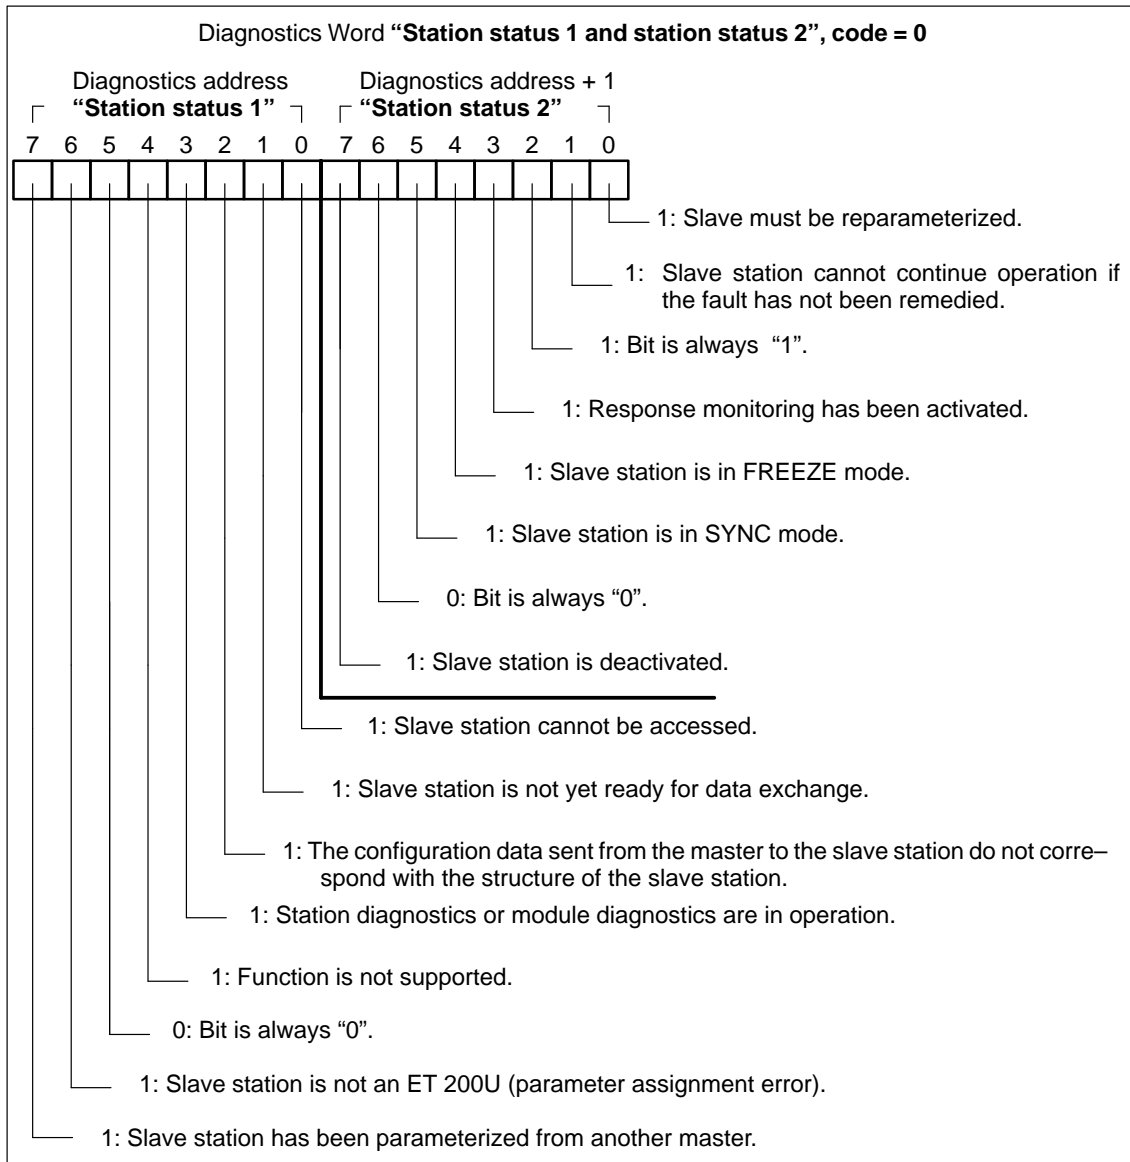 Diagnostics Word “Station status 1 and station status 2”, code = 0
Diagnostics address
“Station status 1”
Diagnostics address + 1
“Station status 2”
7 6 5 4 3 2 1 0 7 6 5 4 3 2 1 0
1: Slave must be reparameterized.
1: Slave station cannot continue operation if
the fault has not been remedied.
1: Bit is always “1”.
1: Response monitoring has been activated.
1: Slave station is in FREEZE mode.
1: Slave station is in SYNC mode.
0: Bit is always “0”.
1: Slave station is deactivated.
1: Slave station cannot be accessed.
1: Slave station is not yet ready for data exchange.
1: The configuration data sent from the master to the slave station do not corre–
spond with the structure of the slave station.
1: Station diagnostics or module diagnostics are in operation.
1: Function is not supported.
0: Bit is always “0”.
1: Slave station is not an ET 200U (parameter assignment error).
1: Slave station has been parameterized from another master.